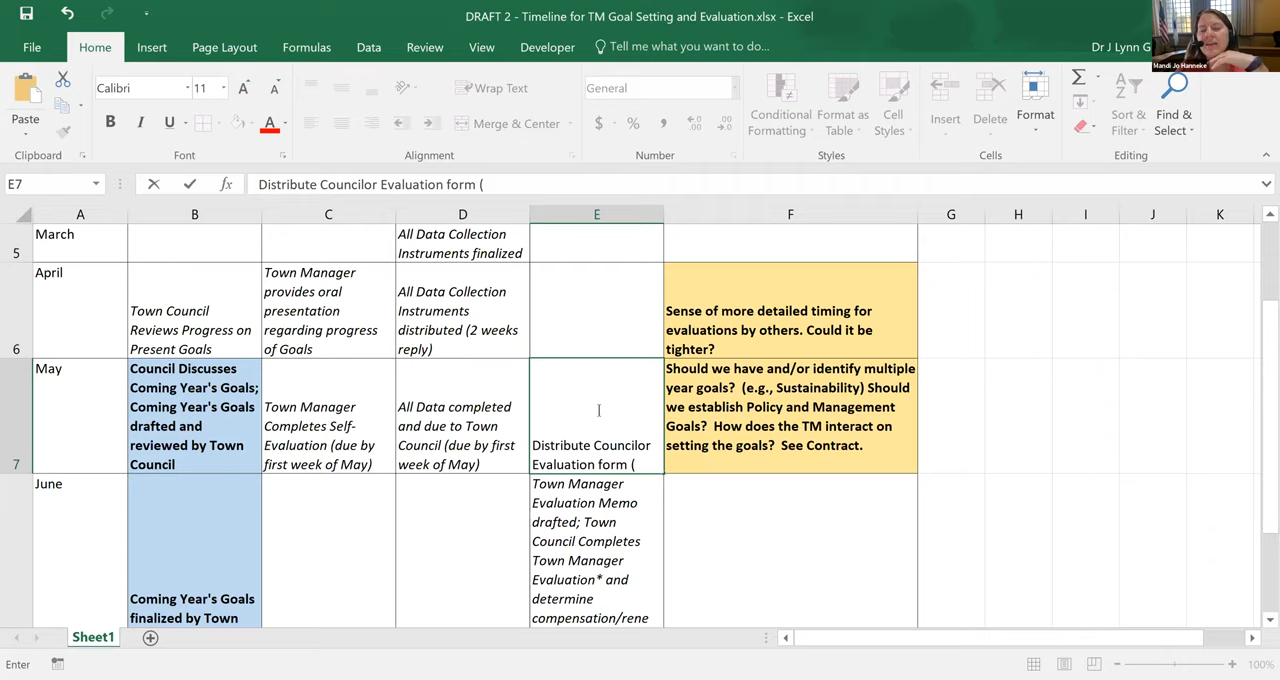 DRAFT 2 - Timeline for TM Goal Setting and Evaluation.xlsx - Excel
File Home Insert Page Layout Formulas Data Review View Developer Tell me what you want to do... Dr J Lynn G
Mandi Jo Hanneke
Calibri 11 Wrap Text General
Paste B I U A Merge & Center $ % , Conditional Formatting Format as Table Cell Styles Insert Delete Format Sort & Filter Find & Select
Clipboard Font Alignment Number Styles Cells Editing
E7 fx Distribute Councilor Evaluation form (
A B C D E F G H I J K
5 March
All Data Collection
Instruments finalized
6 April
Town Council
Reviews Progress on
Present Goals
Town Manager
provides oral
presentation
regarding progress
of Goals
All Data Collection
Instruments
distributed (2 weeks
reply)
Sense of more detailed timing for
evaluations by others. Could it be
tighter?
7 May
Council Discusses
Coming Year's Goals;
Coming Year's Goals
drafted and
reviewed by Town
Council
Town Manager
Completes Self-
Evaluation (due by
first week of May)
All Data completed
and due to Town
Council (due by first
week of May)
Distribute Councilor
Evaluation form (
Should we have and/or identify multiple
year goals? (e.g., Sustainability) Should
we establish Policy and Management
Goals? How does the TM interact on
setting the goals? See Contract.
June
Coming Year's Goals
finalized by Town
Town Manager
Evaluation Memo
drafted; Town
Council Completes
Town Manager
Evaluation* and
determine
compensation/rene
Sheet1
Enter 100%